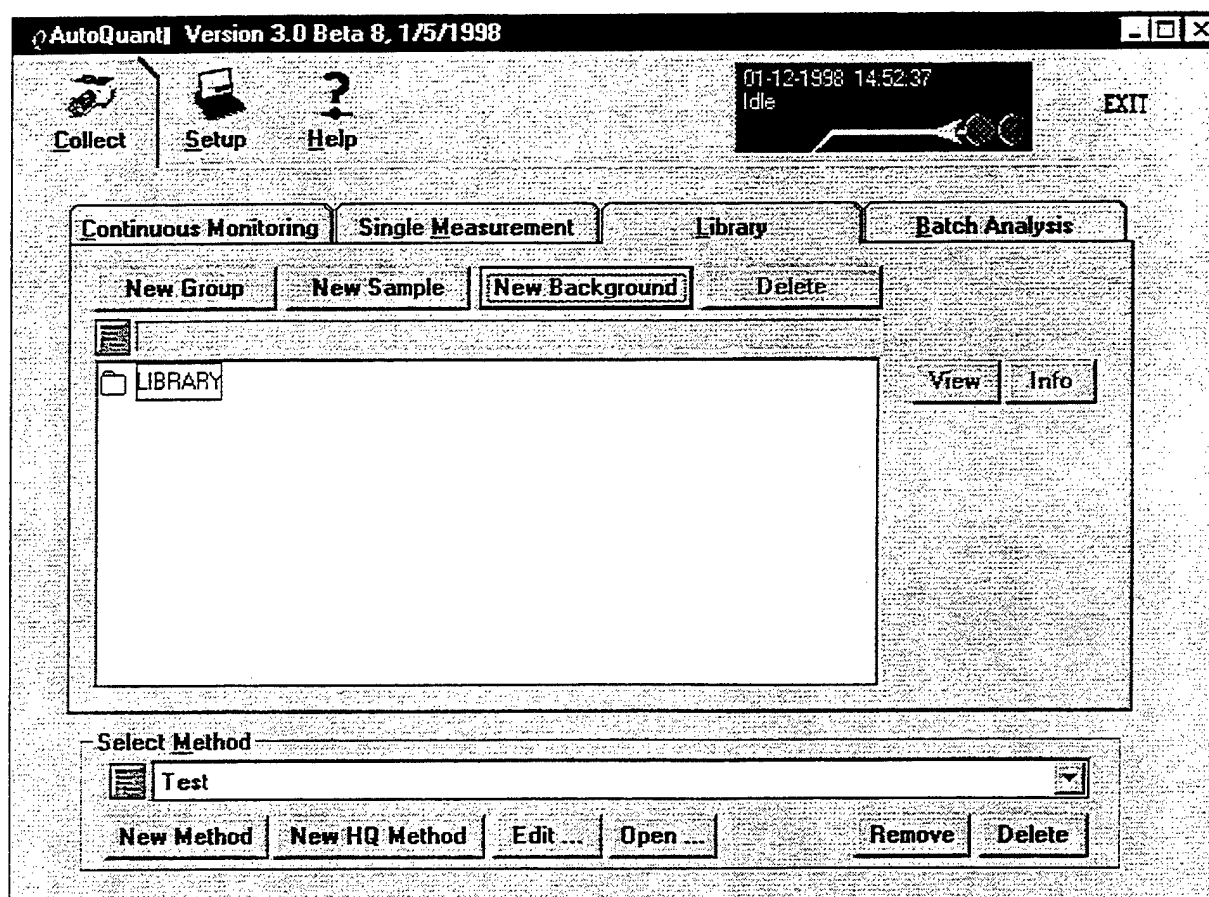 AutoQuant Version 3.0 Beta 8, 1/5/1998
01-12-1998 14.52.37
Idle
EXIT
Collect Setup Help
Continuous Monitoring Single Measurement Library Batch Analysis
New Group New Sample New Background Delete
LIBRARY
View Info
Select Method
Test
New Method New HQ Method Edit ... Open ... Remove Delete